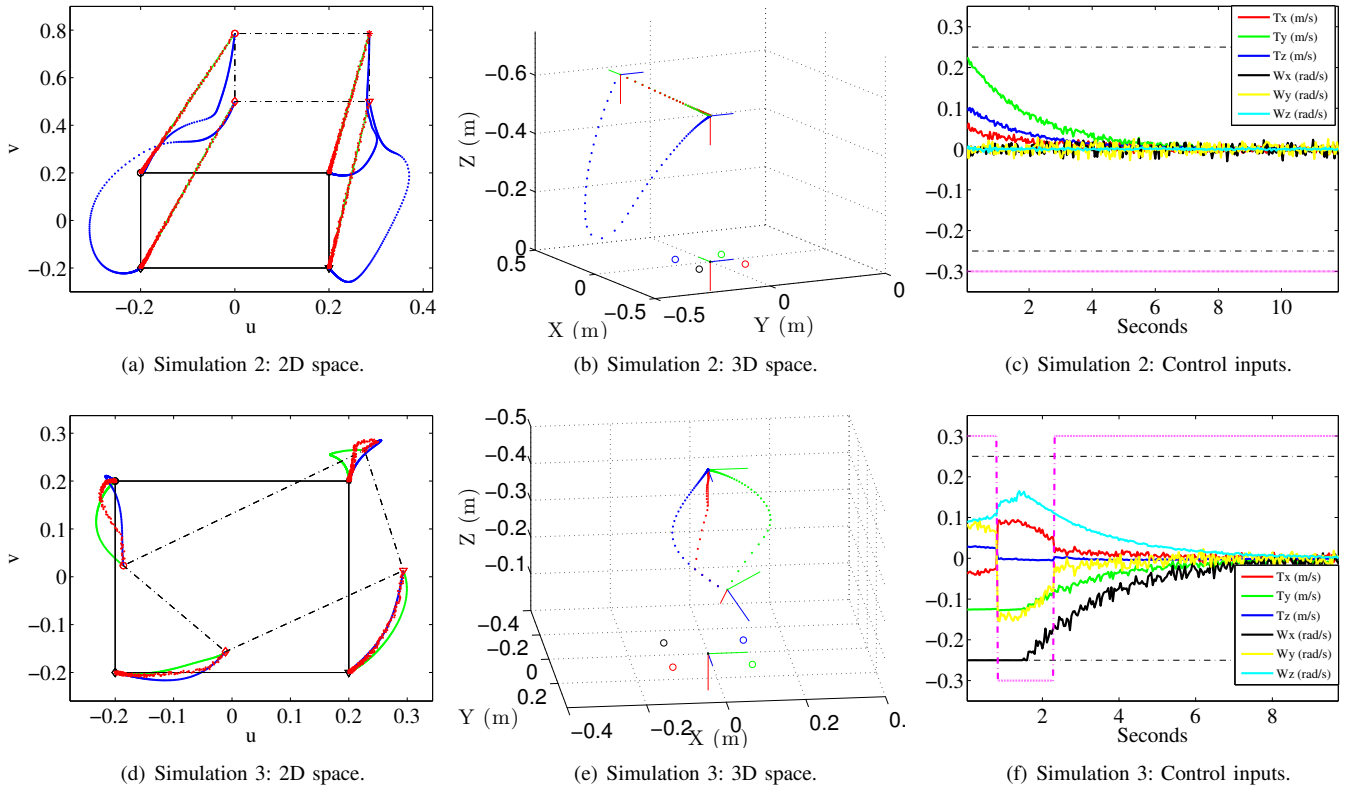 0.8
0.6
0.4
0.2
0
−0.2
v
−0.2
0
0.2
0.4
u
(a) Simulation 2: 2D space.
−0.6
−0.4
−0.2
0
Z (m)
0.5
0
−0.5
X (m)
−0.5
0
0
Y (m)
(b) Simulation 2: 3D space.
0.3
0.2
0.1
0
−0.1
−0.2
−0.3
Tx (m/s)
Ty (m/s)
Tz (m/s)
Wx (rad/s)
Wy (rad/s)
Wz (rad/s)
2
4
6
8
10
Seconds
(c) Simulation 2: Control inputs.
0.3
0.2
0.1
0
−0.1
−0.2
v
−0.2
−0.1
0
0.1
0.2
0.3
u
(d) Simulation 3: 2D space.
−0.5
−0.4
−0.3
−0.2
−0.1
Z (m)
−0.4
−0.2
0
0.2
Y (m)
−0.4
−0.2
0
0.2
0.
X (m)
(e) Simulation 3: 3D space.
0.3
0.2
0.1
0
−0.1
−0.2
−0.3
Tx (m/s)
Ty (m/s)
Tz (m/s)
Wx (rad/s)
Wy (rad/s)
Wz (rad/s)
2
4
6
8
Seconds
(f) Simulation 3: Control inputs.